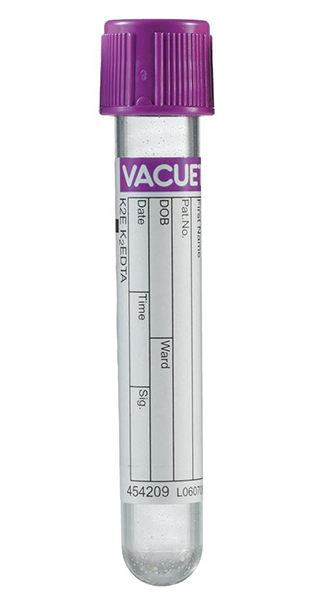 VACUET
First Name
Pat.No.
DOB
Ward
Date
Time
Sig.
K2E K₂EDTA
454209 L06070